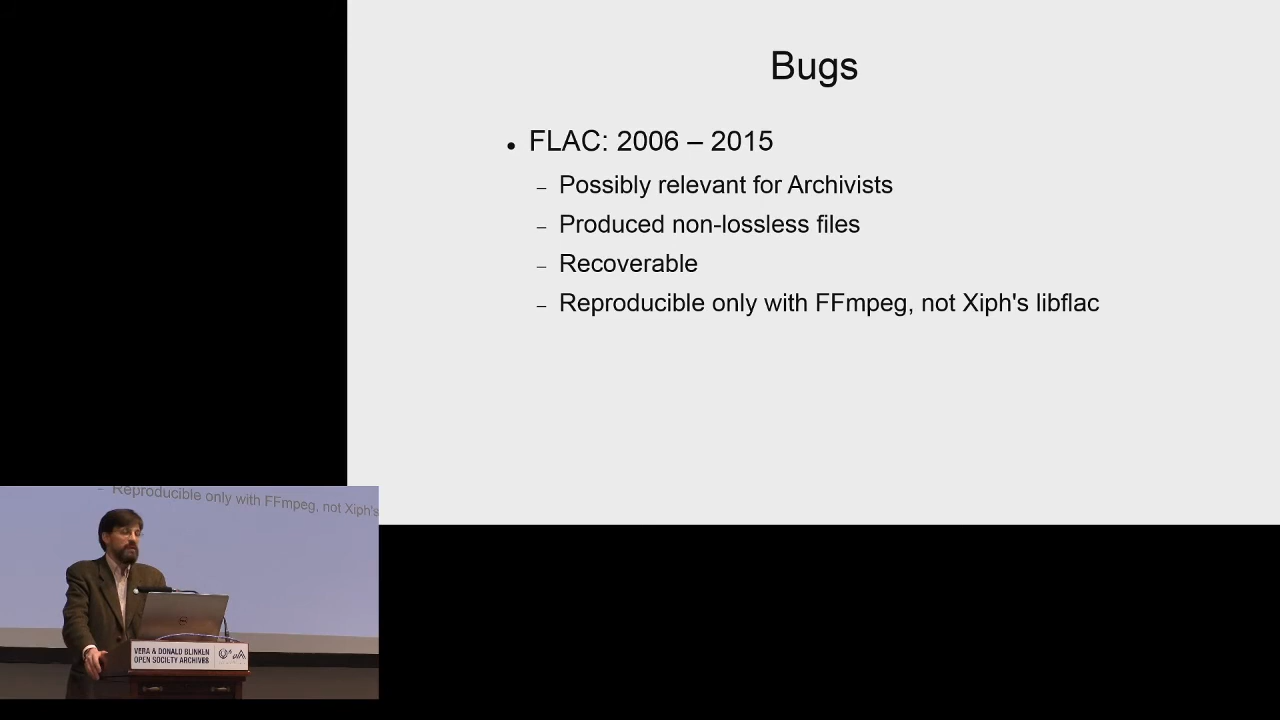 Bugs
● FLAC: 2006 – 2015
– Possibly relevant for Archivists
– Produced non-lossless files
– Recoverable
– Reproducible only with FFmpeg, not Xiph's libflac
– Reproducible only with FFmpeg, not Xiph's
VERA & DONALD BLINKEN
OPEN SOCIETY ARCHIVES